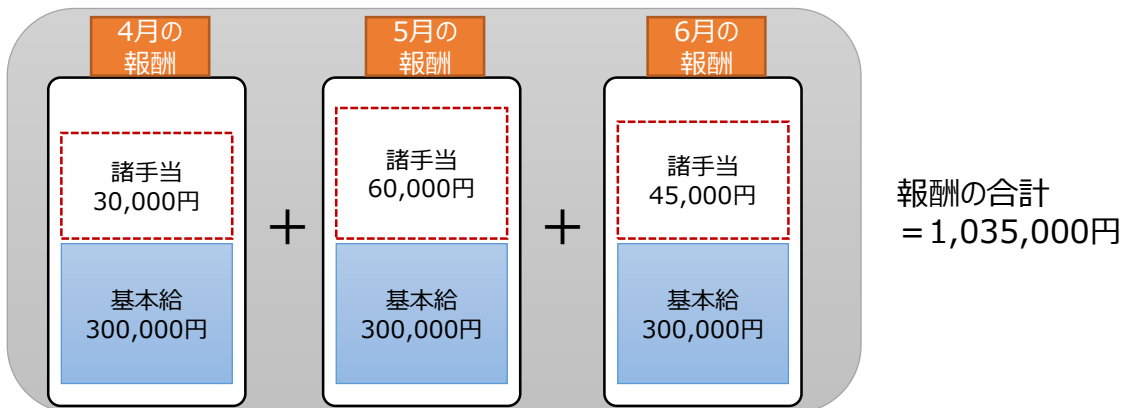 4月の
報酬
5月の
報酬
6月の
報酬
諸手当
30,000円
諸手当
60,000円
諸手当
45,000円
＋
＋
基本給
300,000円
基本給
300,000円
基本給
300,000円
報酬の合計
＝1,035,000円